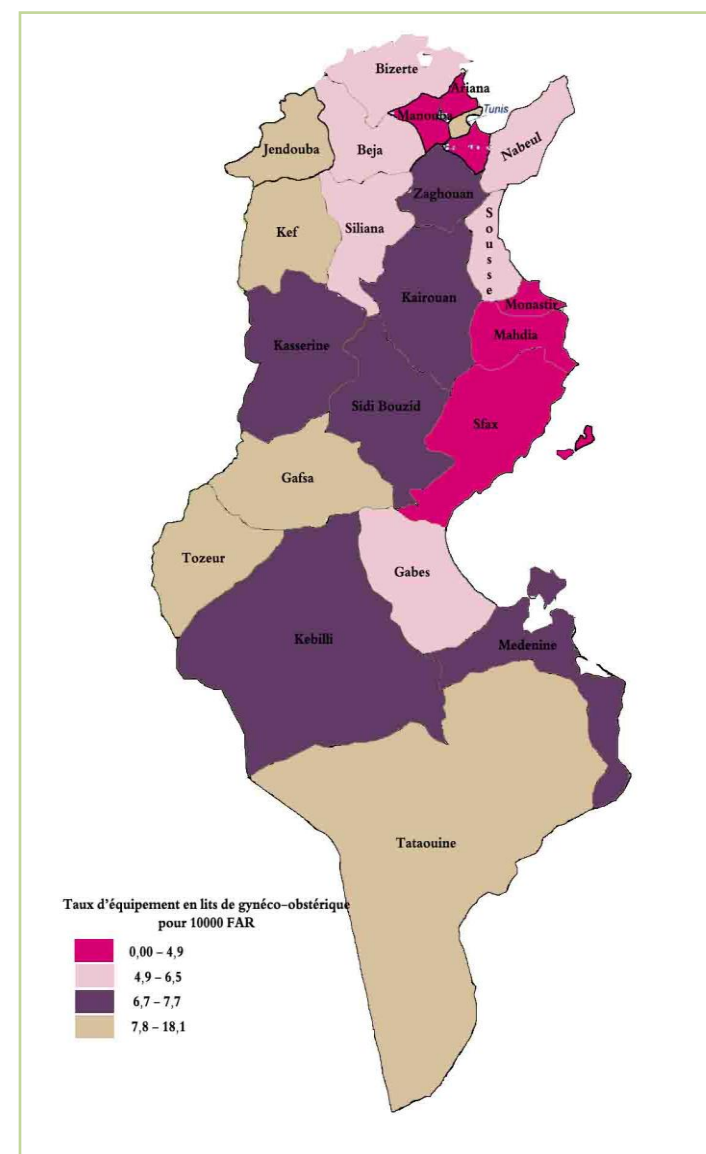 Bizerte
Ariana
Tunis
Manouba
Nabeul
Jendouba
Beja
Zaghouan
Sousse
Kef
Siliana
Kairouan
Monastir
Kasserine
Mahdia
Sidi Bouzid
Sfax
Gafsa
Tozeur
Gabes
Kebilli
Medenine
Tataouine
Taux d'équipement en lits de gynéco-obstérique
pour 10000 FAR
0,00 – 4,9
4,9 – 6,5
6,7 – 7,7
7,8 – 18,1